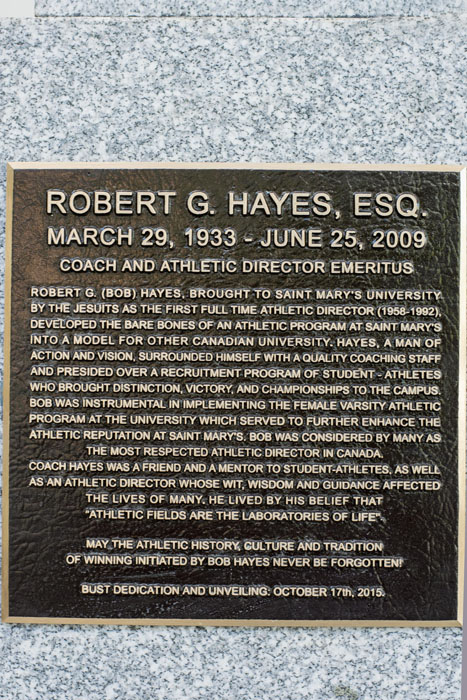 ROBERT G. HAYES, ESQ.
MARCH 29, 1933 - JUNE 25, 2009
COACH AND ATHLETIC DIRECTOR EMERITUS
ROBERT G. (BOB) HAYES, BROUGHT TO SAINT MARY'S UNIVERSITY
BY THE JESUITS AS THE FIRST FULL TIME ATHLETIC DIRECTOR (1958-1992),
DEVELOPED THE BARE BONES OF AN ATHLETIC PROGRAM AT SAINT MARY'S
INTO A MODEL FOR OTHER CANADIAN UNIVERSITY. HAYES, A MAN OF
ACTION AND VISION, SURROUNDED HIMSELF WITH A QUALITY COACHING STAFF
AND PRESIDED OVER A RECRUITMENT PROGRAM OF STUDENT - ATHLETES
WHO BROUGHT DISTINCTION, VICTORY, AND CHAMPIONSHIPS TO THE CAMPUS.
BOB WAS INSTRUMENTAL IN IMPLEMENTING THE FEMALE VARSITY ATHLETIC
PROGRAM AT THE UNIVERSITY WHICH SERVED TO FURTHER ENHANCE THE
ATHLETIC REPUTATION AT SAINT MARY'S. BOB WAS CONSIDERED BY MANY AS
THE MOST RESPECTED ATHLETIC DIRECTOR IN CANADA.
COACH HAYES WAS A FRIEND AND A MENTOR TO STUDENT-ATHLETES, AS WELL
AS AN ATHLETIC DIRECTOR WHOSE WIT, WISDOM AND GUIDANCE AFFECTED
THE LIVES OF MANY. HE LIVED BY HIS BELIEF THAT
"ATHLETIC FIELDS ARE THE LABORATORIES OF LIFE".
MAY THE ATHLETIC HISTORY, CULTURE AND TRADITION
OF WINNING INITIATED BY BOB HAYES NEVER BE FORGOTTEN!
BUST DEDICATION AND UNVEILING: OCTOBER 17th, 2015.